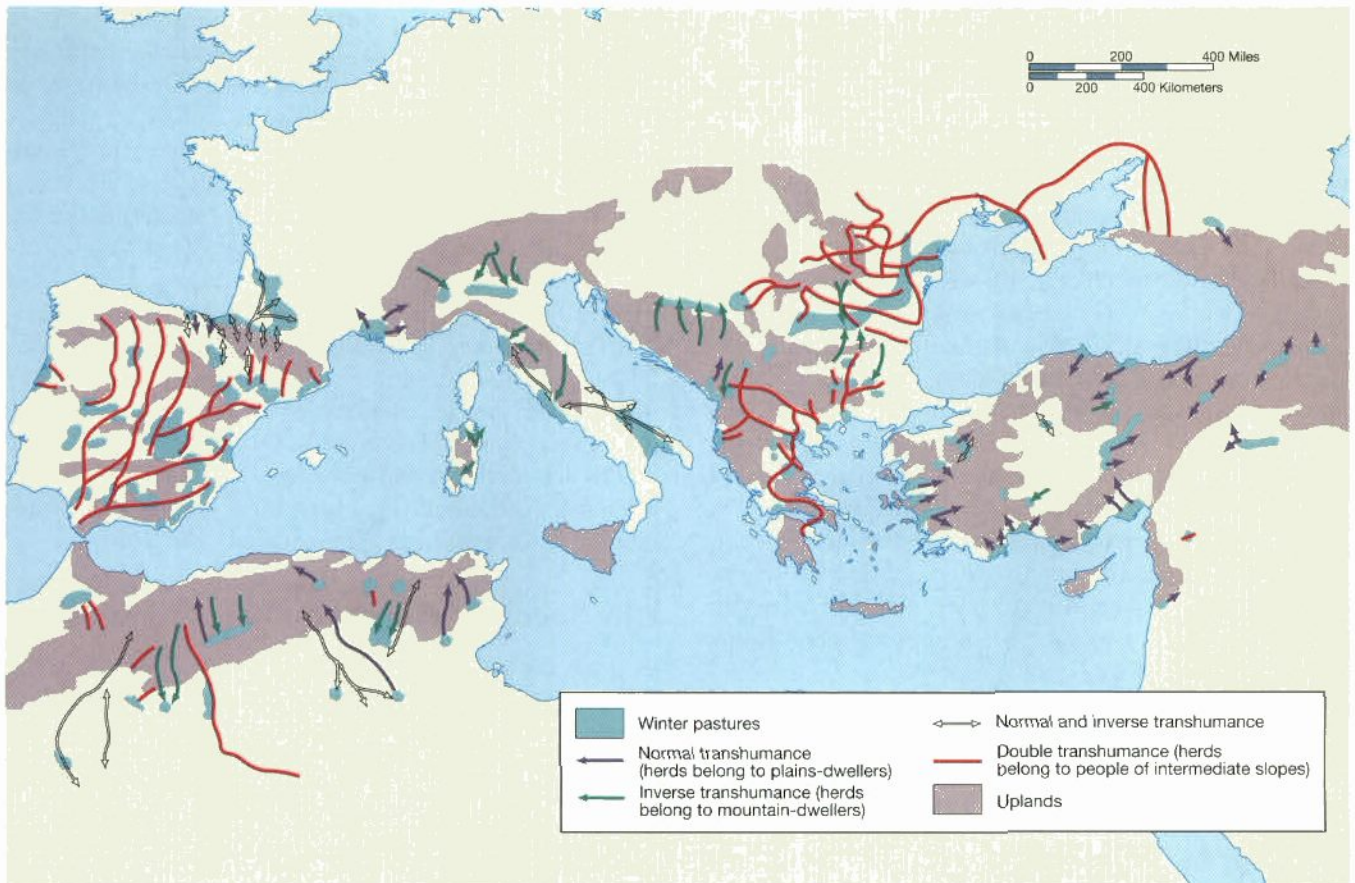 0 200 400 Miles
0 200 400 Kilometers
Winter pastures
Normal transhumance
(herds belong to plains-dwellers)
Inverse transhumance (herds
belong to mountain-dwellers)
Normal and inverse transhumance
Double transhumance (herds
belong to people of intermediate slopes)
Uplands